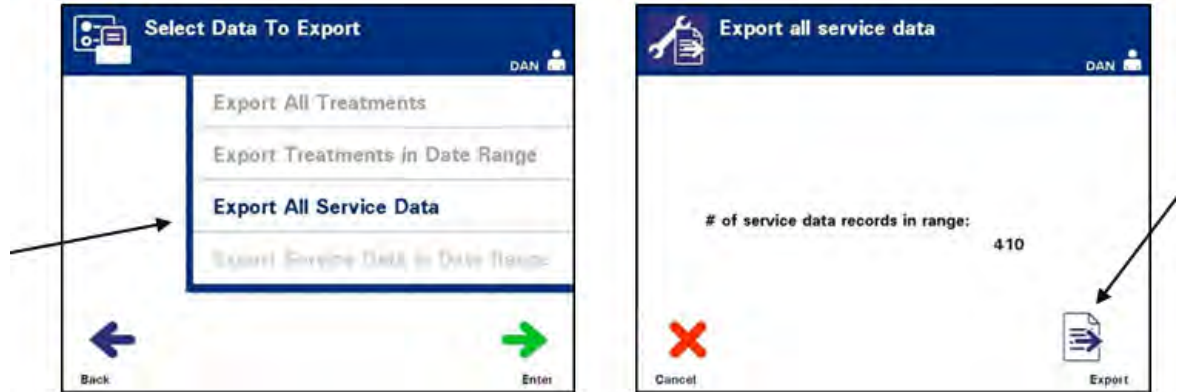 Select Data To Export
DAN
Export All Treatments
Export Treatments in Date Range
Export All Service Data
Export Service Data in Date Range
Back
Enter
Export all service data
DAN
# of service data records in range:
410
Cancel
Export